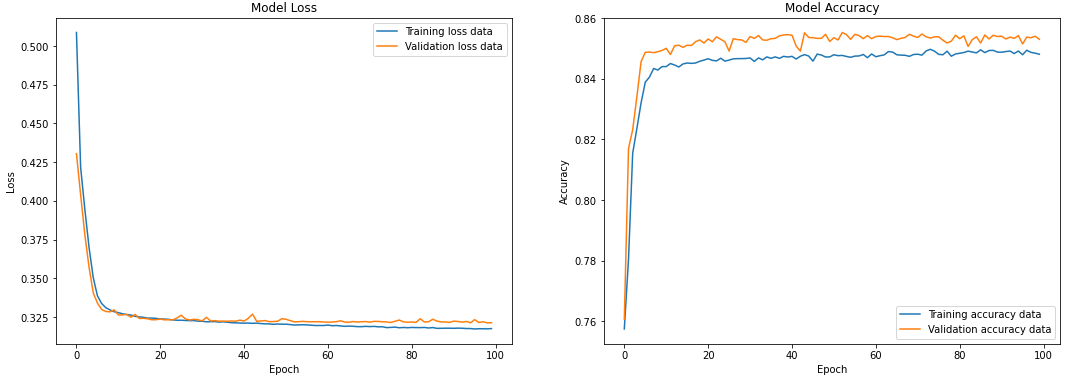 Model Loss
Training loss data
Validation loss data
0.500
0.475
0.450
0.425
0.400
0.375
0.350
0.325
Loss
0
20
40
60
80
100
Epoch
Model Accuracy
0.86
0.84
0.82
0.80
0.78
0.76
Accuracy
Training accuracy data
Validation accuracy data
0
20
40
60
80
100
Epoch